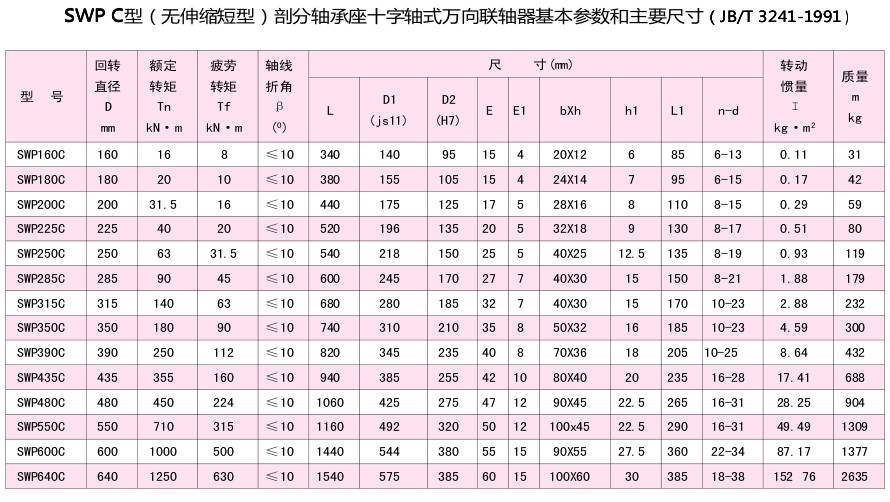 SWP C型（无伸缩短型）剖分轴承座十字轴式万向联轴器基本参数和主要尺寸（JB/T 3241-1991）
型 号 回转直径 D mm 额定转矩 Tn kN·m 疲劳转矩 Tf kN·m 轴线折角 β (º) 尺 寸(mm) 转动惯量 I kg·m² 质量 m kg
L D1 (js11) D2 (H7) E E1 bXh h1 L1 n-d
SWP160C 160 16 8 ≤10 340 140 95 15 4 20X12 6 85 6-13 0.11 31
SWP180C 180 20 10 ≤10 380 155 105 15 4 24X14 7 95 6-15 0.17 42
SWP200C 200 31.5 16 ≤10 440 175 125 17 5 28X16 8 110 8-15 0.29 59
SWP225C 225 40 20 ≤10 520 196 135 20 5 32X18 9 130 8-17 0.51 80
SWP250C 250 63 31.5 ≤10 540 218 150 25 5 40X25 12.5 135 8-19 0.93 119
SWP285C 285 90 45 ≤10 600 245 170 27 7 40X30 15 150 8-21 1.88 179
SWP315C 315 140 63 ≤10 680 280 185 32 7 40X30 15 170 10-23 2.88 232
SWP350C 350 180 90 ≤10 740 310 210 35 8 50X32 16 185 10-23 4.59 300
SWP390C 390 250 112 ≤10 820 345 235 40 8 70X36 18 205 10-25 8.64 432
SWP435C 435 355 160 ≤10 940 385 255 42 10 80X40 20 235 16-28 17.41 688
SWP480C 480 450 224 ≤10 1060 425 275 47 12 90X45 22.5 265 16-31 28.25 904
SWP550C 550 710 315 ≤10 1160 492 320 50 12 100x45 22.5 290 16-31 49.49 1309
SWP600C 600 1000 500 ≤10 1440 544 380 55 15 90X55 27.5 360 22-34 87.17 1377
SWP640C 640 1250 630 ≤10 1540 575 385 60 15 100X60 30 385 18-38 152 76 2635